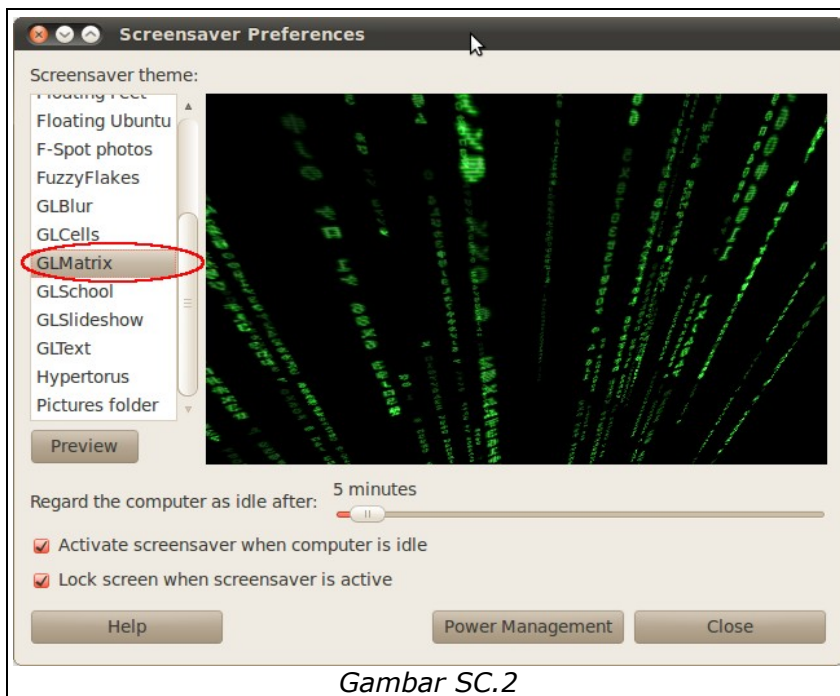 Screensaver Preferences
Screensaver theme:
Floating Feet
Floating Ubuntu
F-Spot photos
FuzzyFlakes
GLBlur
GLCells
GLMatrix
GLSchool
GLSlideshow
GLText
Hypertorus
Pictures folder
Preview
Regard the computer as idle after: 5 minutes
Activate screensaver when computer is idle
Lock screen when screensaver is active
Help Power Management Close
Gambar SC.2